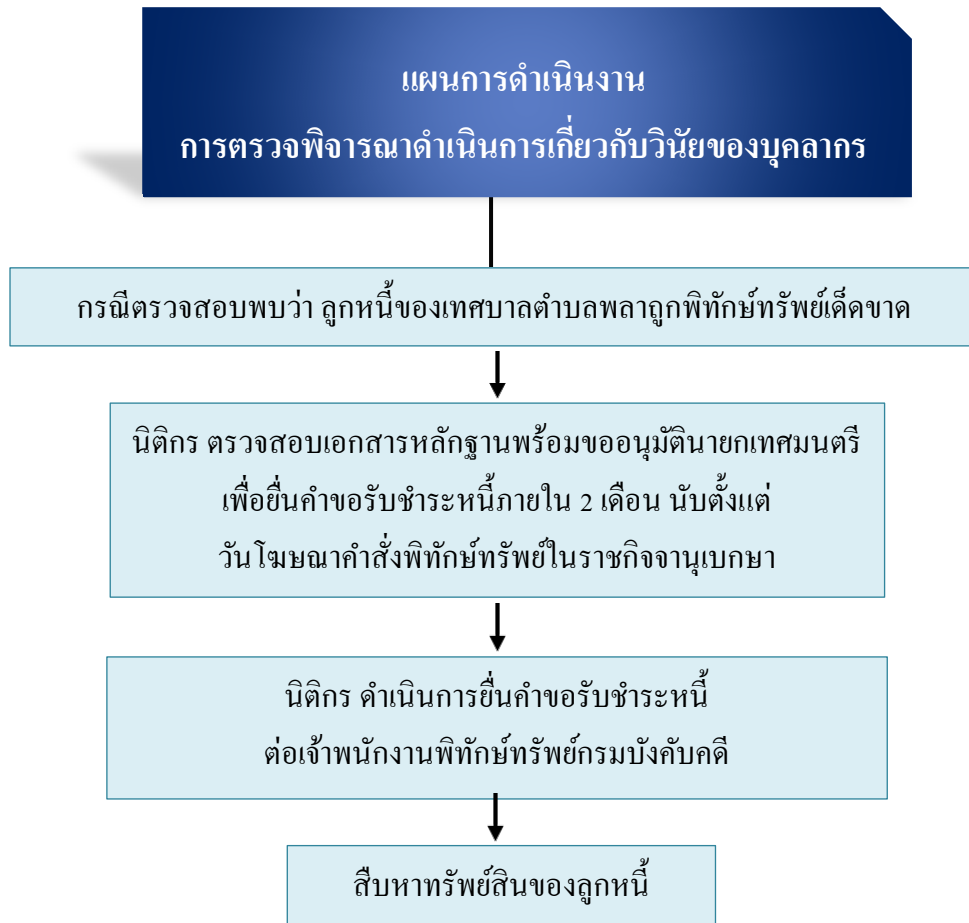 แผนการดำเนินงาน
การตรวจพิจารณาดำเนินการเกี่ยวกับวินัยของบุคลากร
กรณีตรวจสอบพบว่า ลูกหนี้ของเทศบาลตำบลพลาถูกพิทักษ์ทรัพย์เด็ดขาด
นิติกร ตรวจสอบเอกสารหลักฐานพร้อมขออนุมัตินายกเทศมนตรี
เพื่อยื่นคำขอรับชำระหนี้ภายใน 2 เดือน นับตั้งแต่
วันโฆษณาคำสั่งพิทักษ์ทรัพย์ในราชกิจจานุเบกษา
นิติกร ดำเนินการยื่นคำขอรับชำระหนี้
ต่อเจ้าพนักงานพิทักษ์ทรัพย์กรมบังคับคดี
สืบหาทรัพย์สินของลูกหนี้